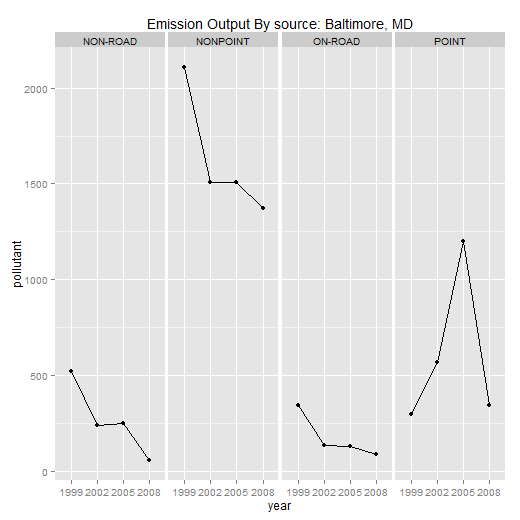 Emission Output By source: Baltimore, MD
NON-ROAD NONPOINT ON-ROAD POINT
2000
1500
1000
500
0
pollutant
1999 2002 2005 2008 1999 2002 2005 2008 1999 2002 2005 2008 1999 2002 2005 2008
year